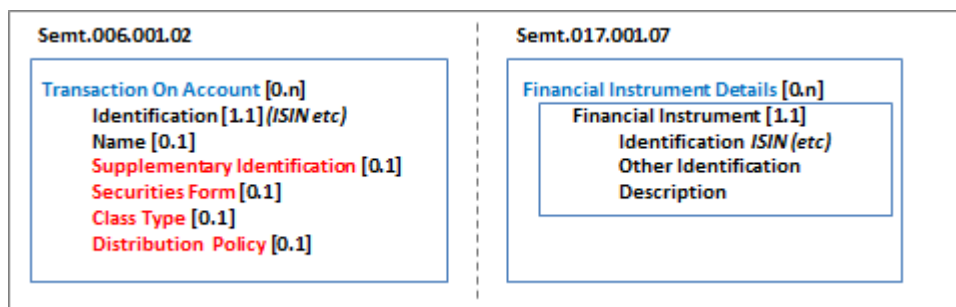 Semt.006.001.02
Transaction On Account [0.n]
Identification [1.1] (ISIN etc)
Name [0.1]
Supplementary Identification [0.1]
Securities Form [0.1]
Class Type [0.1]
Distribution Policy [0.1]
Semt.017.001.07
Financial Instrument Details [0.n]
Financial Instrument [1.1]
Identification ISIN (etc)
Other Identification
Description